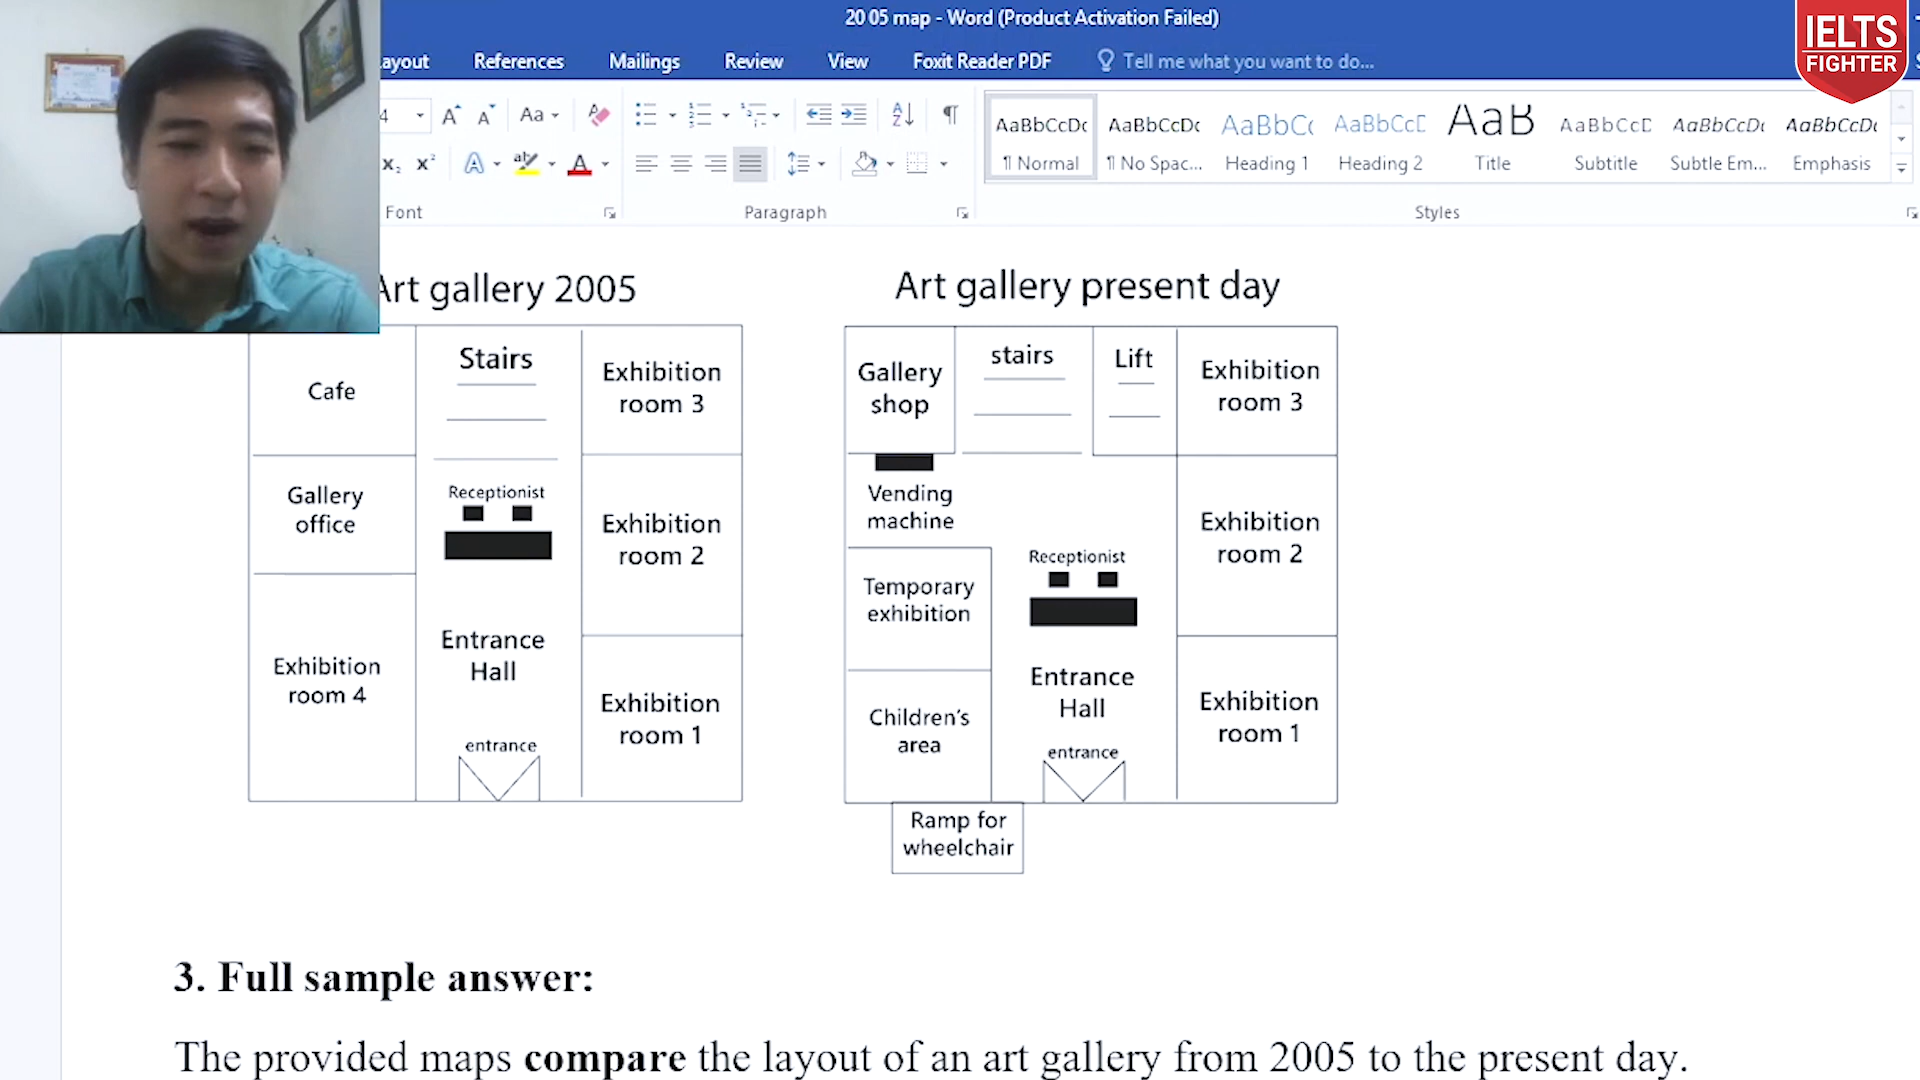 20 05 map - Word (Product Activation Failed)
IELTS
FIGHTER
References Mailings Review View Foxit Reader PDF Tell me what you want to do...
Aa
AaBbCcDc AaBbCcDc AaBbC AaBbCcD AaB AaBbCcD AaBbCcDc AaBbCcDc
¶ Normal ¶ No Spac... Heading 1 Heading 2 Title Subtitle Subtle Em... Emphasis
Font Paragraph Styles
Art gallery 2005
Cafe
Stairs
Exhibition
room 3
Gallery
office
Receptionist
Exhibition
room 2
Exhibition
room 4
Entrance
Hall
Exhibition
room 1
entrance
Art gallery present day
Gallery
shop
stairs
Lift
Exhibition
room 3
Vending
machine
Exhibition
room 2
Temporary
exhibition
Receptionist
Children's
area
Entrance
Hall
Exhibition
room 1
entrance
Ramp for
wheelchair
3. Full sample answer:
The provided maps compare the layout of an art gallery from 2005 to the present day.